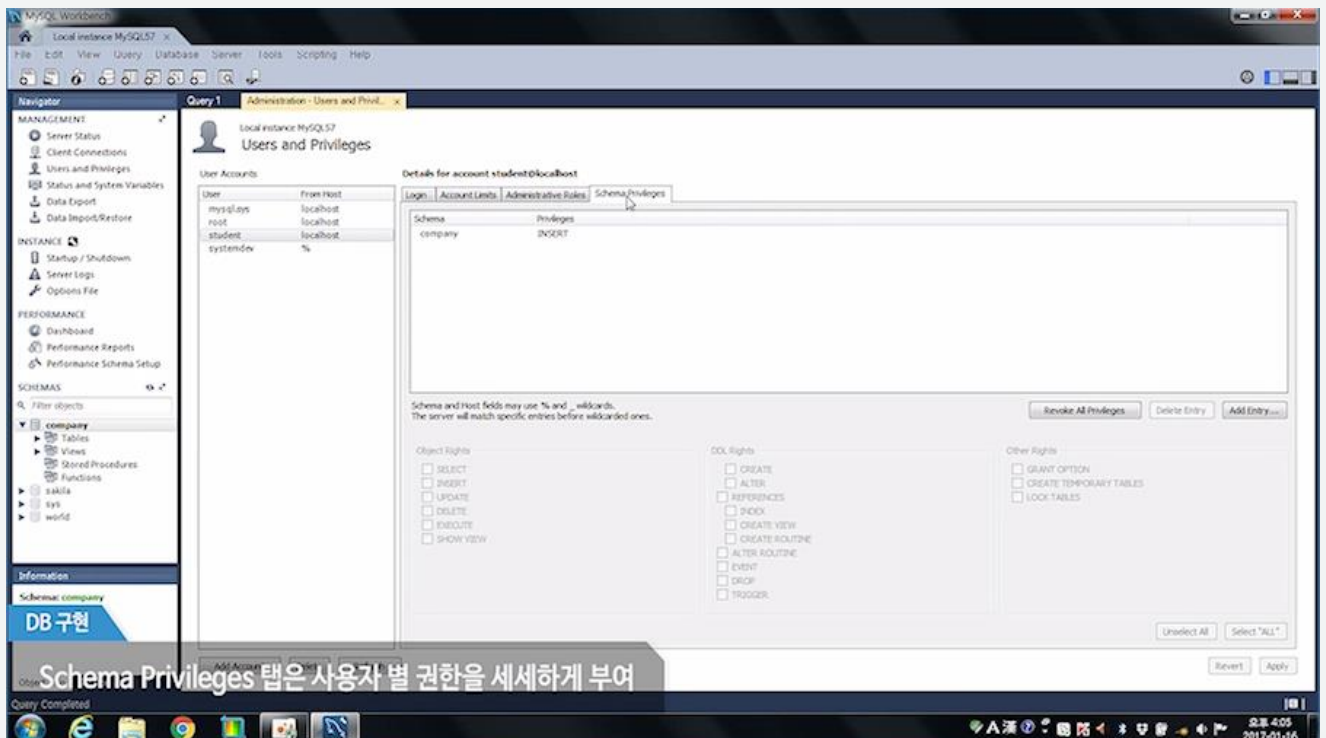 MySQL Workbench
Local instance MySQL57 ×
File Edit View Query Database Server Tools Scripting Help
Navigator
MANAGEMENT
Server Status
Client Connections
Users and Privileges
Status and System Variables
Data Export
Data Import/Restore
INSTANCE
Startup / Shutdown
Server Logs
Options File
PERFORMANCE
Dashboard
Performance Reports
Performance Schema Setup
SCHEMAS
Filter objects
company
Tables
Views
Stored Procedures
Functions
sakila
sys
world
Information
Schema: company
Query 1
Administration - Users and Privil... ×
Local instance MySQL57
Users and Privileges
User Accounts
User From Host
mysql.sys localhost
root localhost
student localhost
systemdev %
Details for account student@localhost
Login Account Limits Administrative Roles Schema Privileges
Schema Privileges
company INSERT
Schema and Host fields may use % and _ wildcards.
The server will match specific entries before wildcarded ones.
Revoke All Privileges Delete Entry Add Entry...
Object Rights
SELECT
INSERT
UPDATE
DELETE
EXECUTE
SHOW VIEW
DDL Rights
CREATE
ALTER
REFERENCES
INDEX
CREATE VIEW
CREATE ROUTINE
ALTER ROUTINE
EVENT
DROP
TRIGGER
Other Rights
GRANT OPTION
CREATE TEMPORARY TABLES
LOCK TABLES
Unselect All Select "ALL"
Revert Apply
DB 구현
Schema Privileges 탭은 사용자 별 권한을 세세하게 부여
Query Completed
A 漢
오후 4:05
2017-01-16